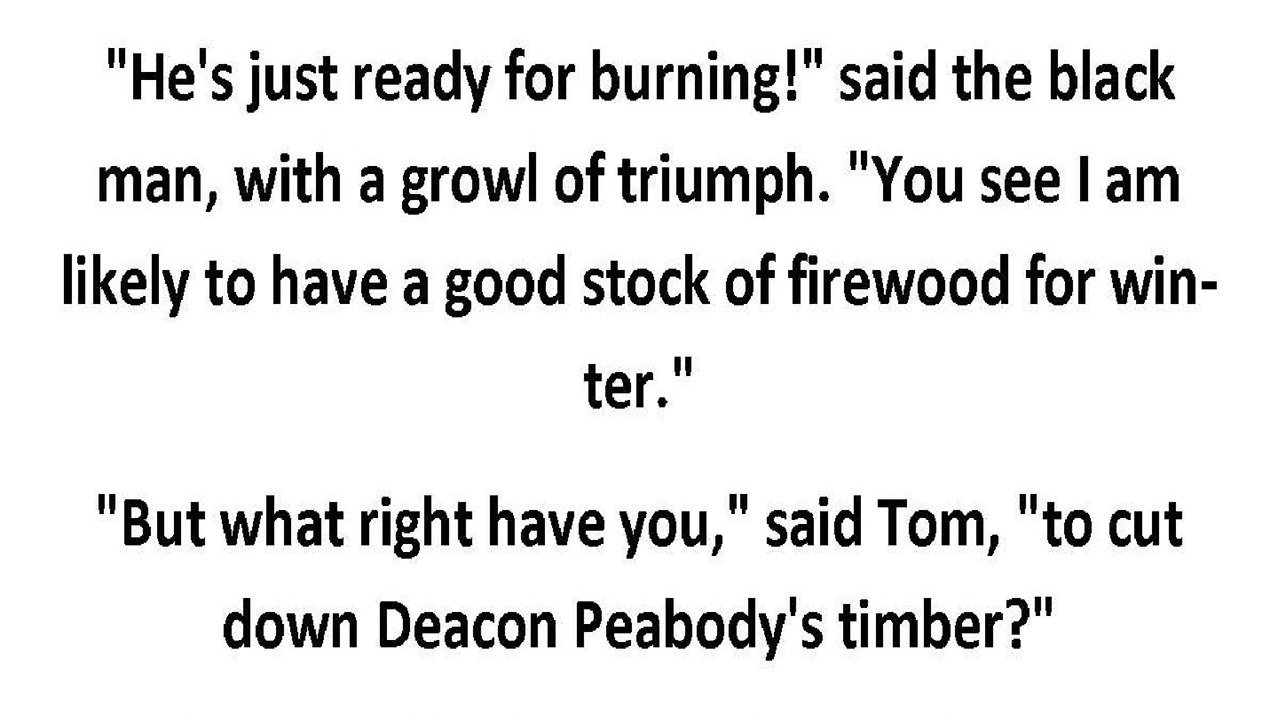 "He's just ready for burning!" said the black
man, with a growl of triumph. "You see I am
likely to have a good stock of firewood for win-
ter."
"But what right have you," said Tom, "to cut
down Deacon Peabody's timber?"